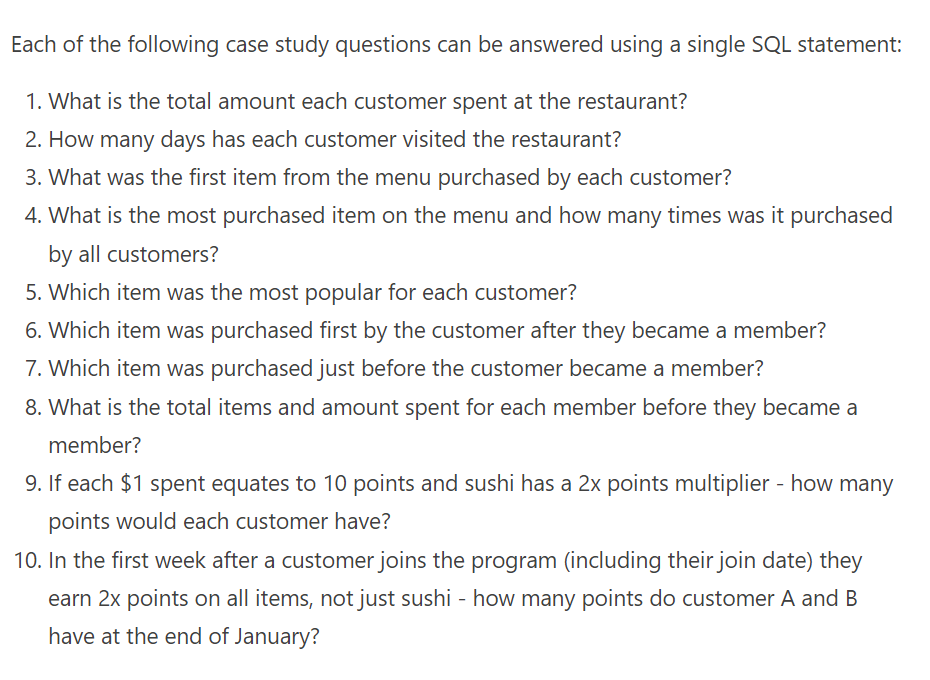 Each of the following case study questions can be answered using a single SQL statement:
1. What is the total amount each customer spent at the restaurant?
2. How many days has each customer visited the restaurant?
3. What was the first item from the menu purchased by each customer?
4. What is the most purchased item on the menu and how many times was it purchased
by all customers?
5. Which item was the most popular for each customer?
6. Which item was purchased first by the customer after they became a member?
7. Which item was purchased just before the customer became a member?
8. What is the total items and amount spent for each member before they became a
member?
9. If each $1 spent equates to 10 points and sushi has a 2x points multiplier - how many
points would each customer have?
10. In the first week after a customer joins the program (including their join date) they
earn 2x points on all items, not just sushi - how many points do customer A and B
have at the end of January?